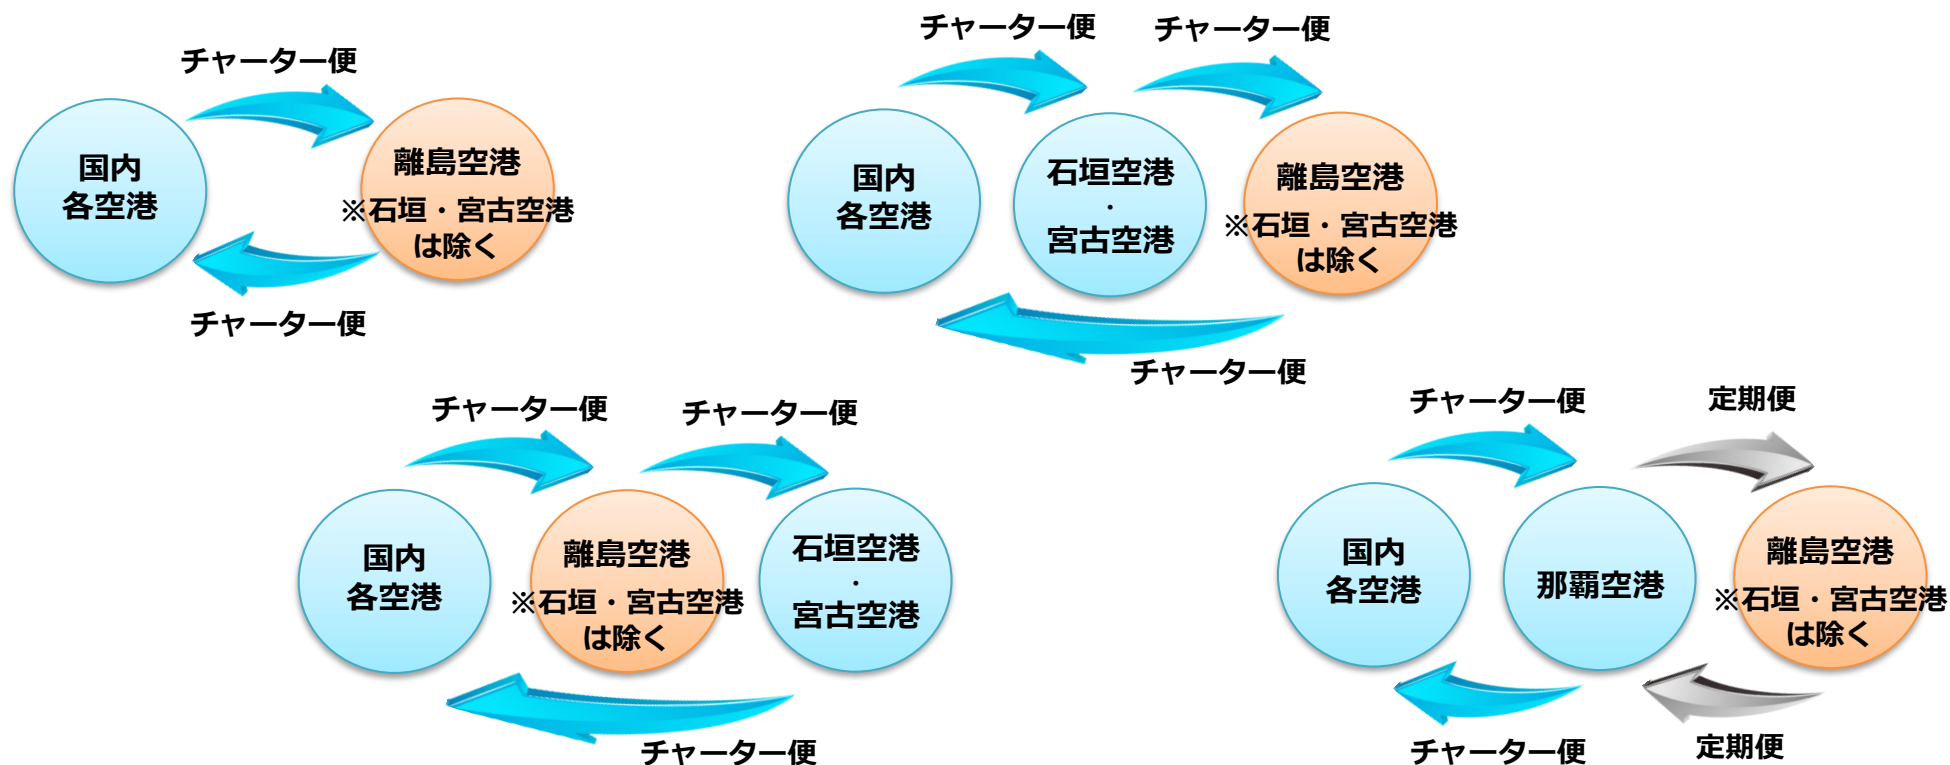 チャーター便
国内
各空港
離島空港
※石垣・宮古空港
は除く
チャーター便
チャーター便
チャーター便
国内
各空港
石垣空港
・
宮古空港
離島空港
※石垣・宮古空港
は除く
チャーター便
チャーター便
チャーター便
国内
各空港
離島空港
※石垣・宮古空港
は除く
石垣空港
・
宮古空港
チャーター便
チャーター便
定期便
国内
各空港
那覇空港
離島空港
※石垣・宮古空港
は除く
チャーター便
定期便